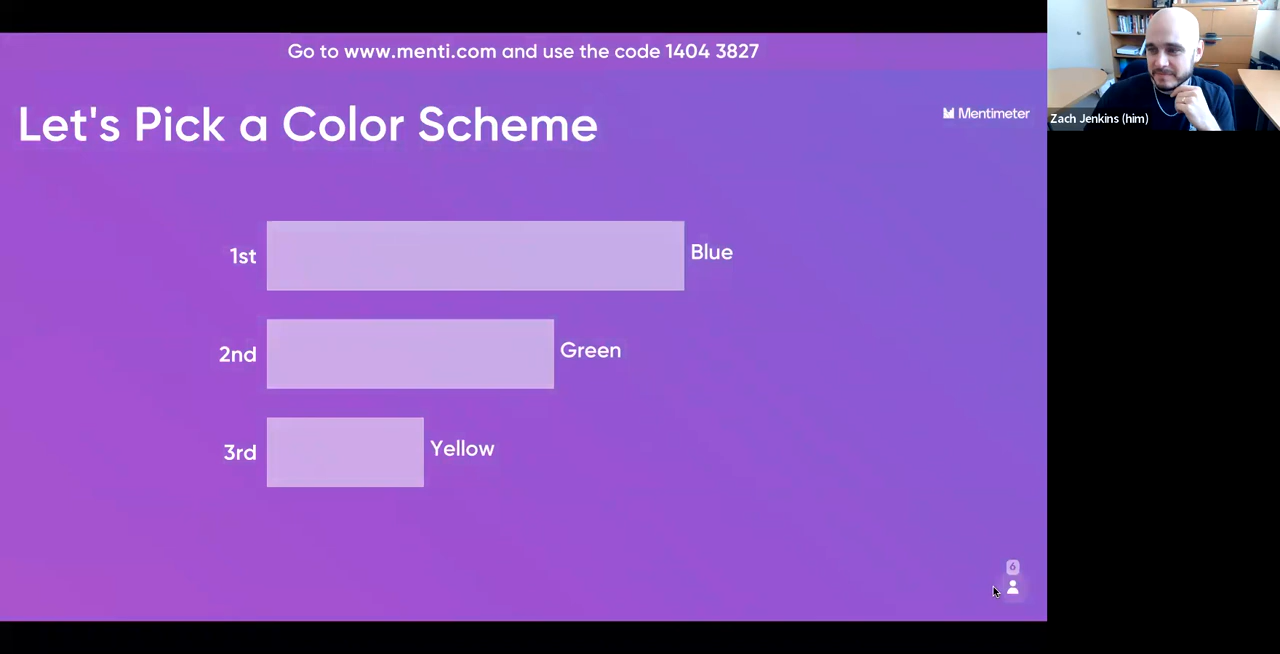 Go to www.menti.com and use the code 1404 3827
Let's Pick a Color Scheme
Mentimeter
Zach Jenkins (him)
1st
Blue
2nd
Green
3rd
Yellow
6